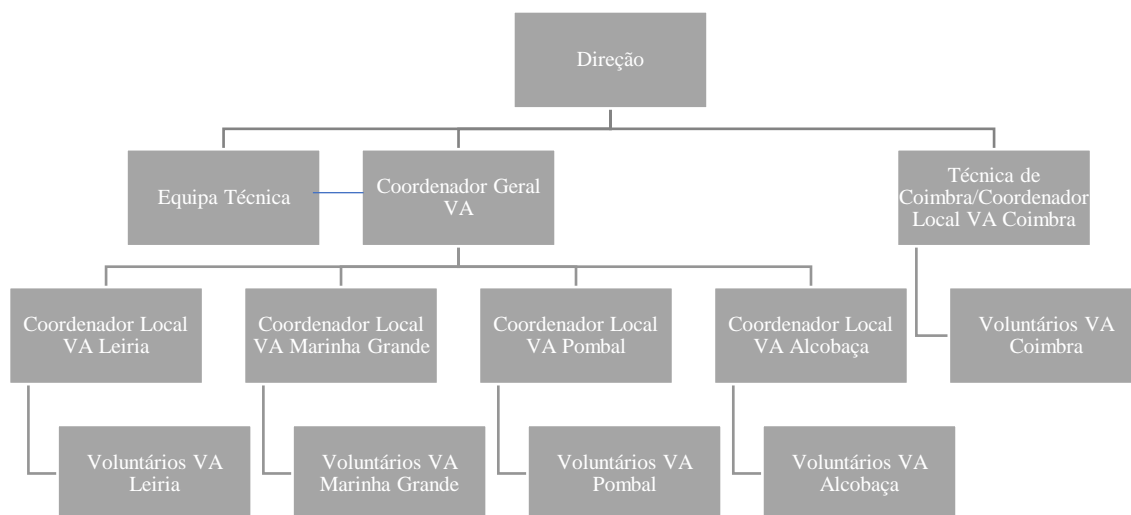 Direção
Equipa Técnica
Coordenador Geral
VA
Técnica de
Coimbra/Coordenador
Local VA Coimbra
Coordenador Local
VA Leiria
Coordenador Local
VA Marinha Grande
Coordenador Local
VA Pombal
Coordenador Local
VA Alcobaça
Voluntários VA
Coimbra
Voluntários VA
Leiria
Voluntários VA
Marinha Grande
Voluntários VA
Pombal
Voluntários VA
Alcobaça